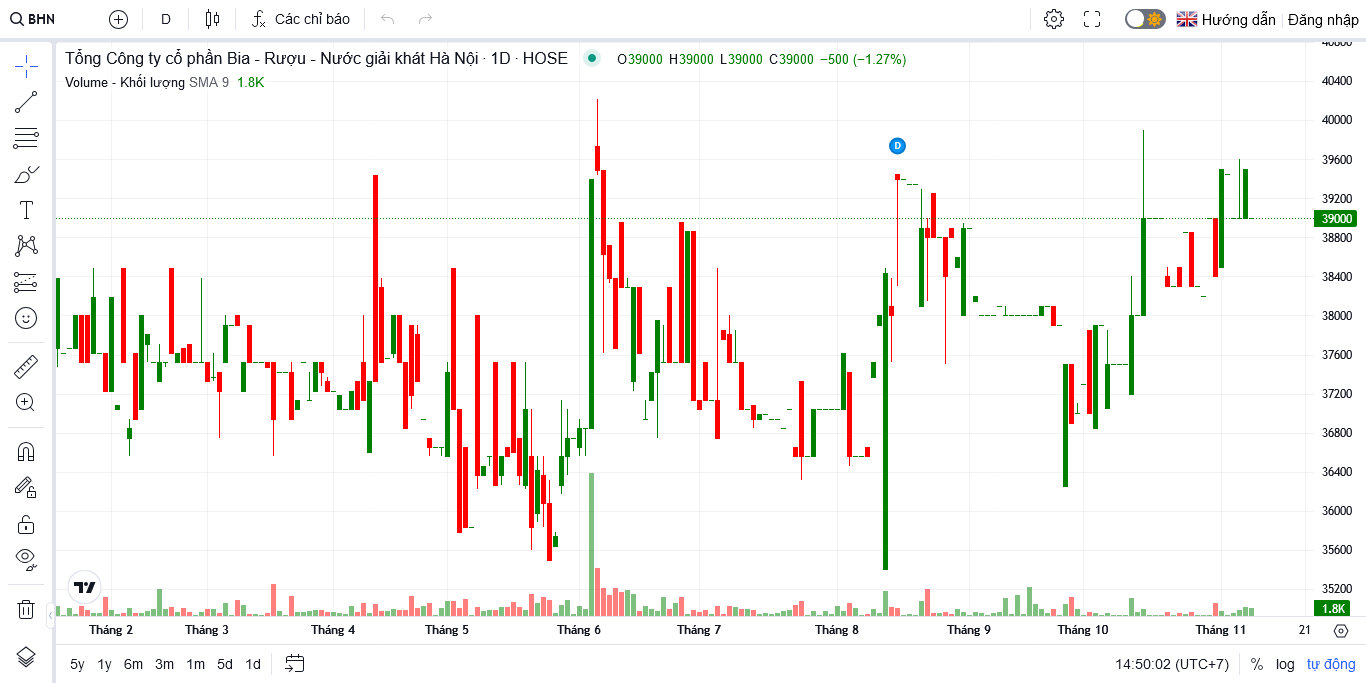 BHN D Các chỉ báo Hướng dẫn Đăng nhập
Tổng Công ty cổ phần Bia - Rượu - Nước giải khát Hà Nội · 1D · HOSE O39000 H39000 L39000 C39000 −500 (−1.27%)
Volume - Khối lượng SMA 9 1.8K
40800
40400
40000
39600
39200
39000
38800
38400
38000
37600
37200
36800
36400
36000
35600
35200
1.8K
D
Tháng 2 Tháng 3 Tháng 4 Tháng 5 Tháng 6 Tháng 7 Tháng 8 Tháng 9 Tháng 10 Tháng 11 21
5y 1y 6m 3m 1m 5d 1d 14:50:02 (UTC+7) % log tự động